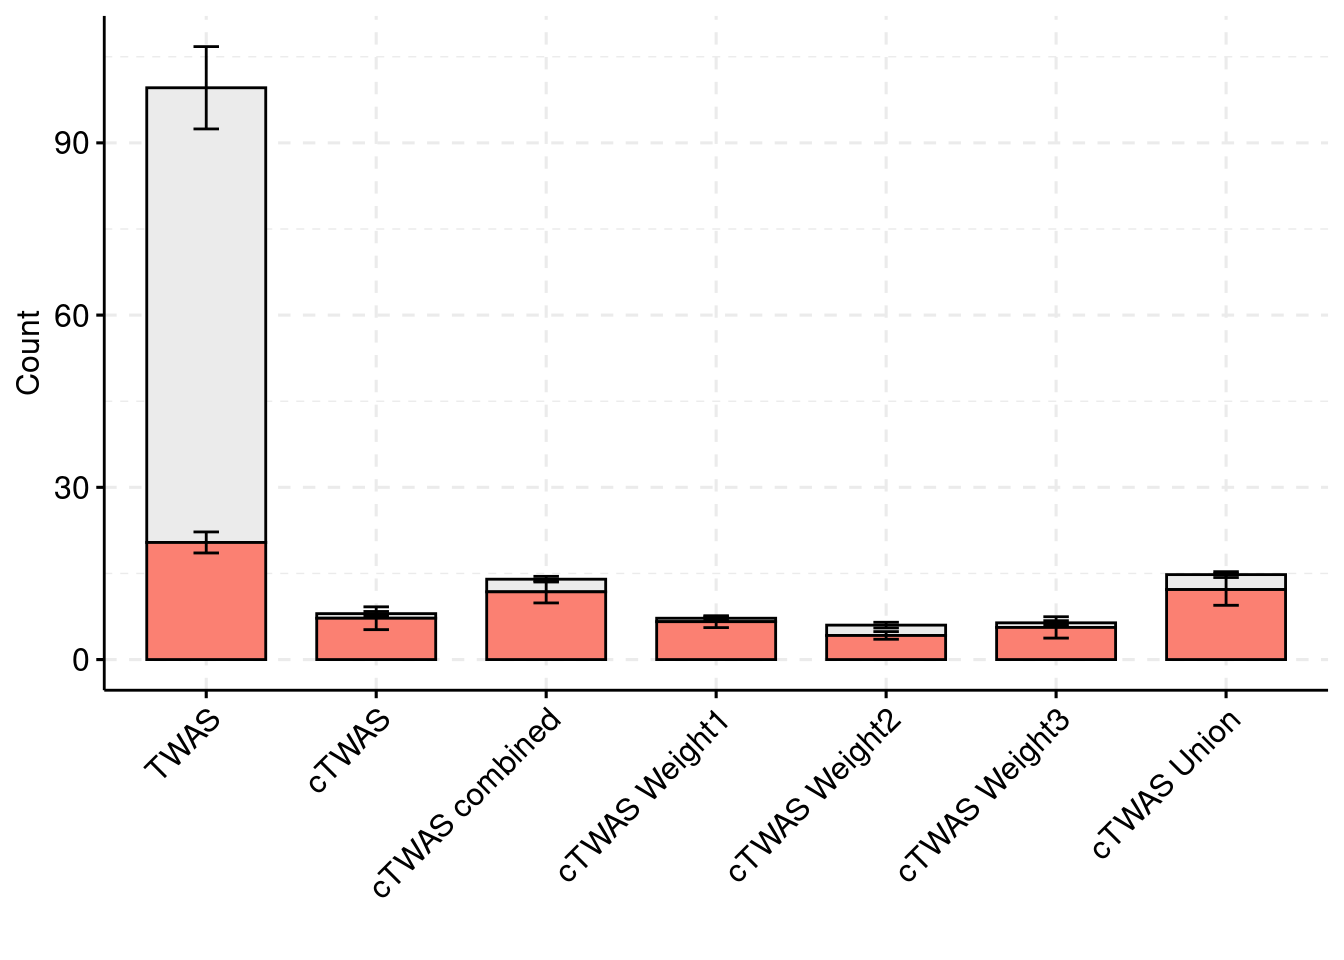 90
60
30
0
Count
TWAS
cTWAS
cTWAS combined
cTWAS Weight1
cTWAS Weight2
cTWAS Weight3
cTWAS Union